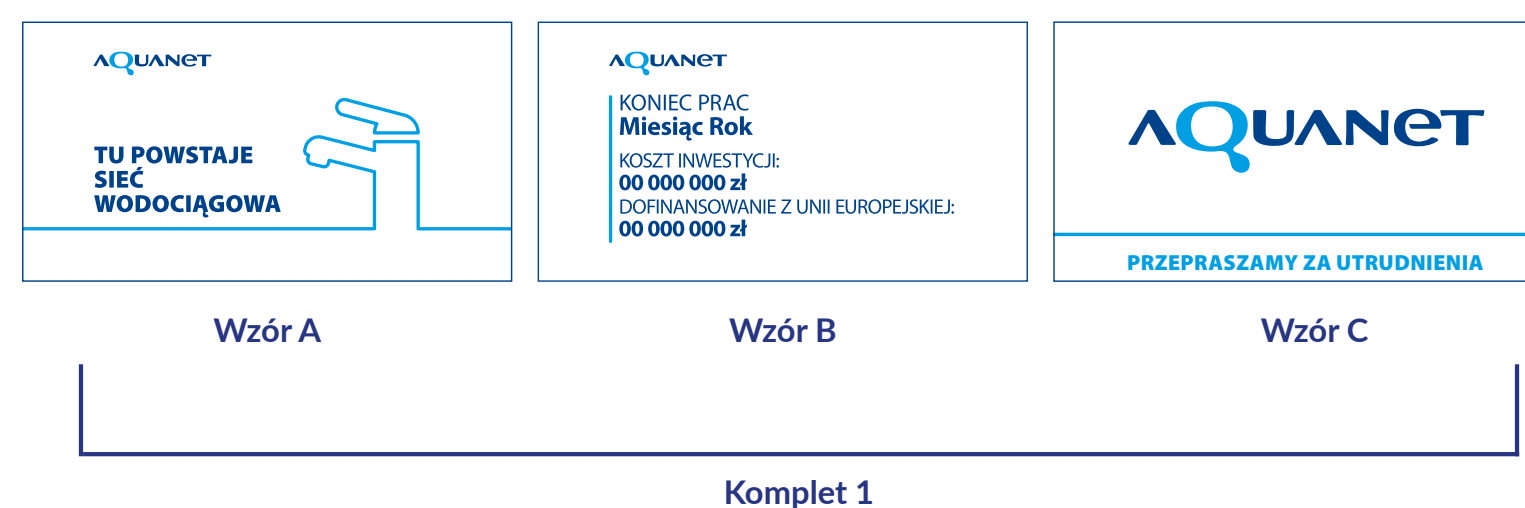 AQUANET
TU POWSTAJE
SIEĆ
WODOCIĄGOWA
AQUANET
KONIEC PRAC
Miesiąc Rok
KOSZT INWESTYCJI:
00 000 000 zł
DOFINANSOWANIE Z UNII EUROPEJSKIEJ:
00 000 000 zł
AQUANET
PRZEPRASZAMY ZA UTRUDNIENIA
Wzór A
Wzór B
Wzór C
Komplet 1